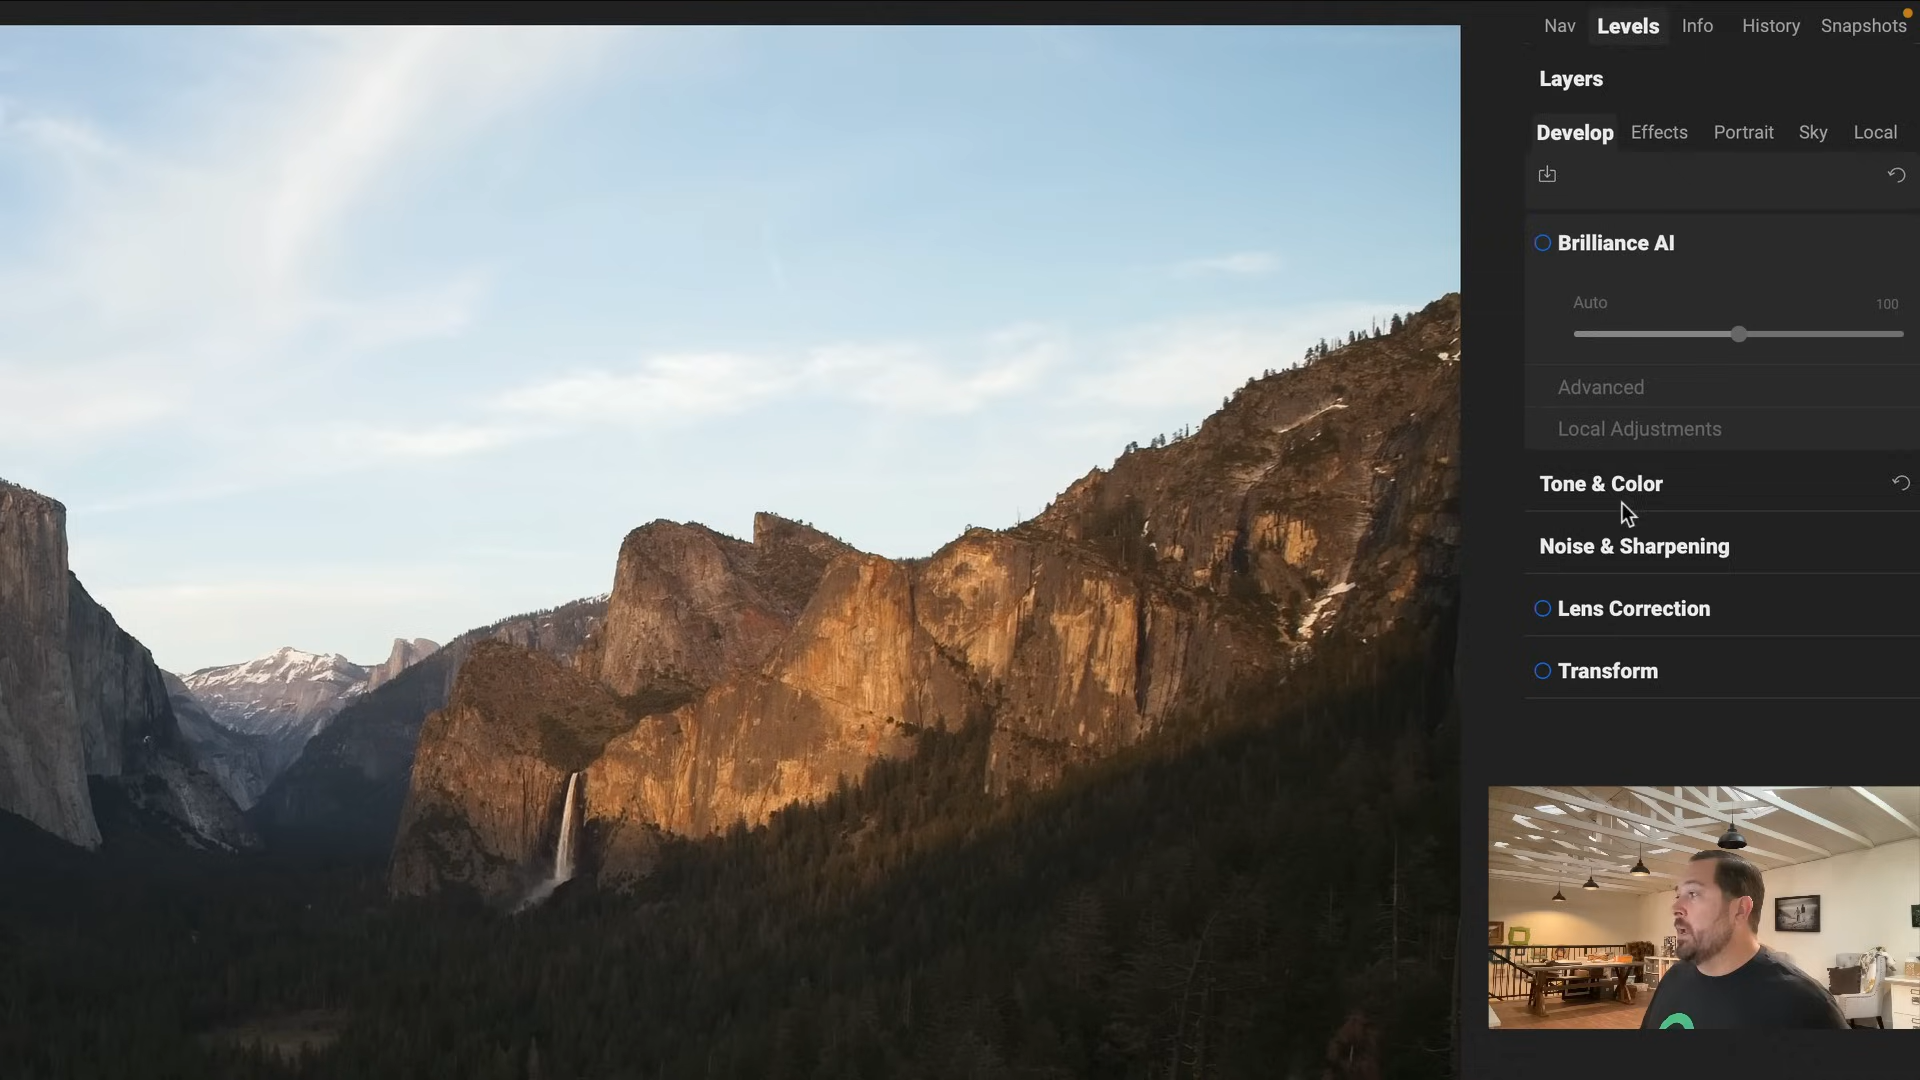 Nav Levels Info History Snapshots
Layers
Develop Effects Portrait Sky Local
Brilliance AI
Auto 100
Advanced
Local Adjustments
Tone & Color
Noise & Sharpening
Lens Correction
Transform